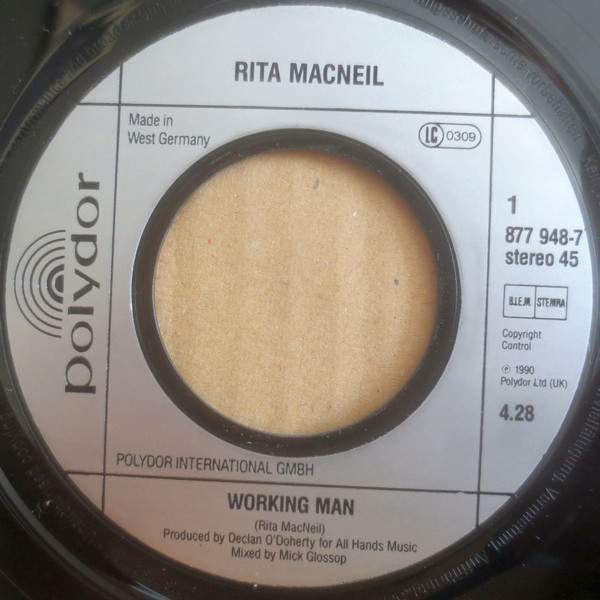 RITA MACNEIL
Made in
West Germany
LC 0309
polydor
1
877 948-7
stereo 45
B.I.E.M. STEMRA
Copyright
Control
℗ 1990
Polydor Ltd (UK)
4.28
POLYDOR INTERNATIONAL GMBH
WORKING MAN
(Rita MacNeil)
Produced by Declan O'Doherty for All Hands Music
Mixed by Mick Glossop